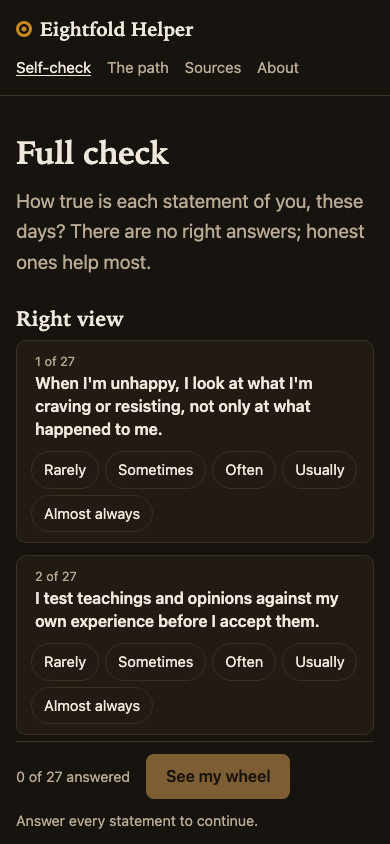 Eightfold Helper
Self-check The path Sources About
Full check
How true is each statement of you, these
days? There are no right answers; honest
ones help most.
Right view
1 of 27
When I'm unhappy, I look at what I'm
craving or resisting, not only at what
happened to me.
Rarely Sometimes Often Usually
Almost always
2 of 27
I test teachings and opinions against my
own experience before I accept them.
Rarely Sometimes Often Usually
Almost always
0 of 27 answered See my wheel
Answer every statement to continue.